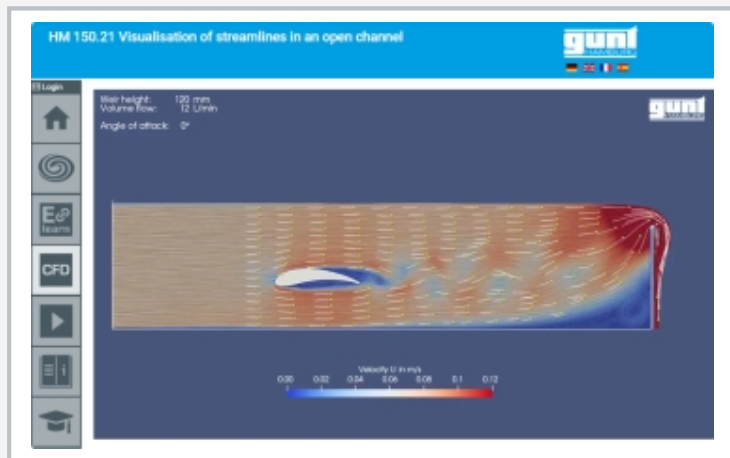 HM 150.21 Visualisation of streamlines in an open channel
gunt
HAMBURG
Login
Weir height: 120 mm
Volume flow: 12 L/min
Angle of attack: 0°
gunt
HAMBURG
E
learn
CFD
i
Velocity U in m/s
0.00 0.02 0.04 0.06 0.08 0.1 0.12